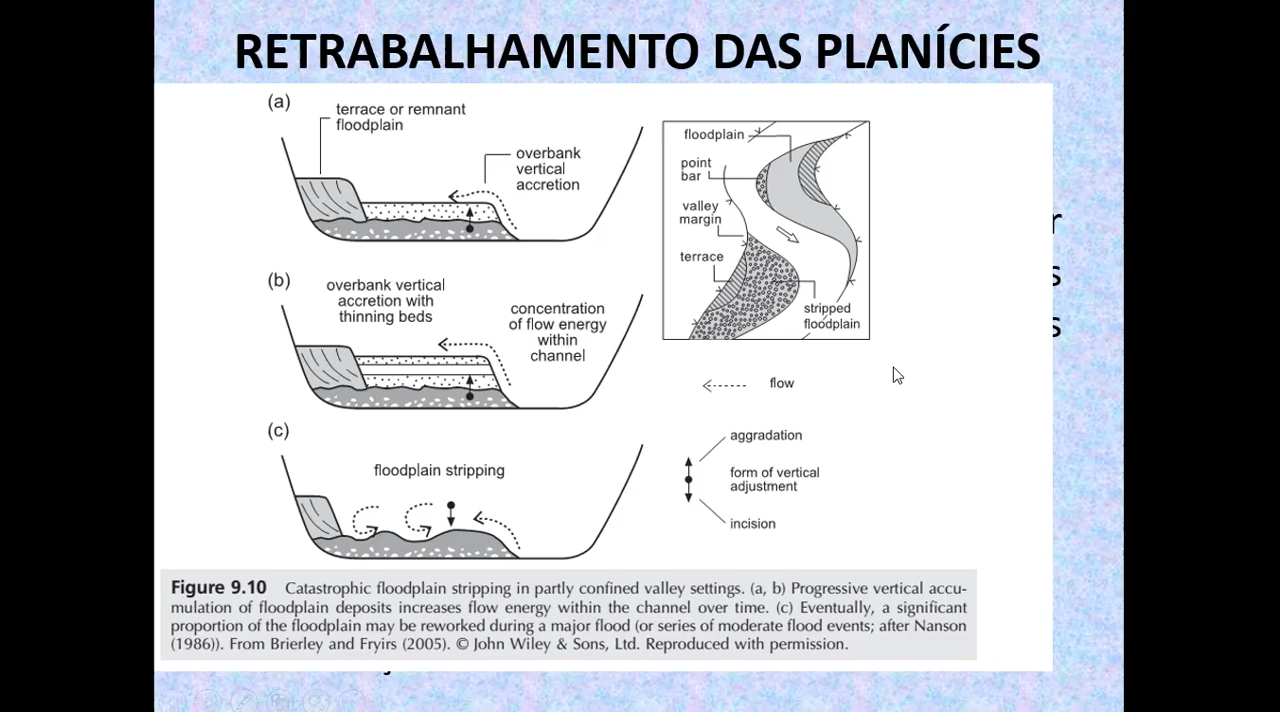 RETRABALHAMENTO DAS PLANÍCIES
(a)
terrace or remnant
floodplain
overbank
vertical
accretion
(b)
overbank vertical
accretion with
thinning beds
concentration
of flow energy
within
channel
(c)
floodplain stripping
floodplain
point
bar
valley
margin
terrace
stripped
floodplain
flow
aggradation
form of vertical
adjustment
incision
r
s
s
Figure 9.10 Catastrophic floodplain stripping in partly confined valley settings. (a, b) Progressive vertical accu-
mulation of floodplain deposits increases flow energy within the channel over time. (c) Eventually, a significant
proportion of the floodplain may be reworked during a major flood (or series of moderate flood events; after Nanson
(1986)). From Brierley and Fryirs (2005). © John Wiley & Sons, Ltd. Reproduced with permission.